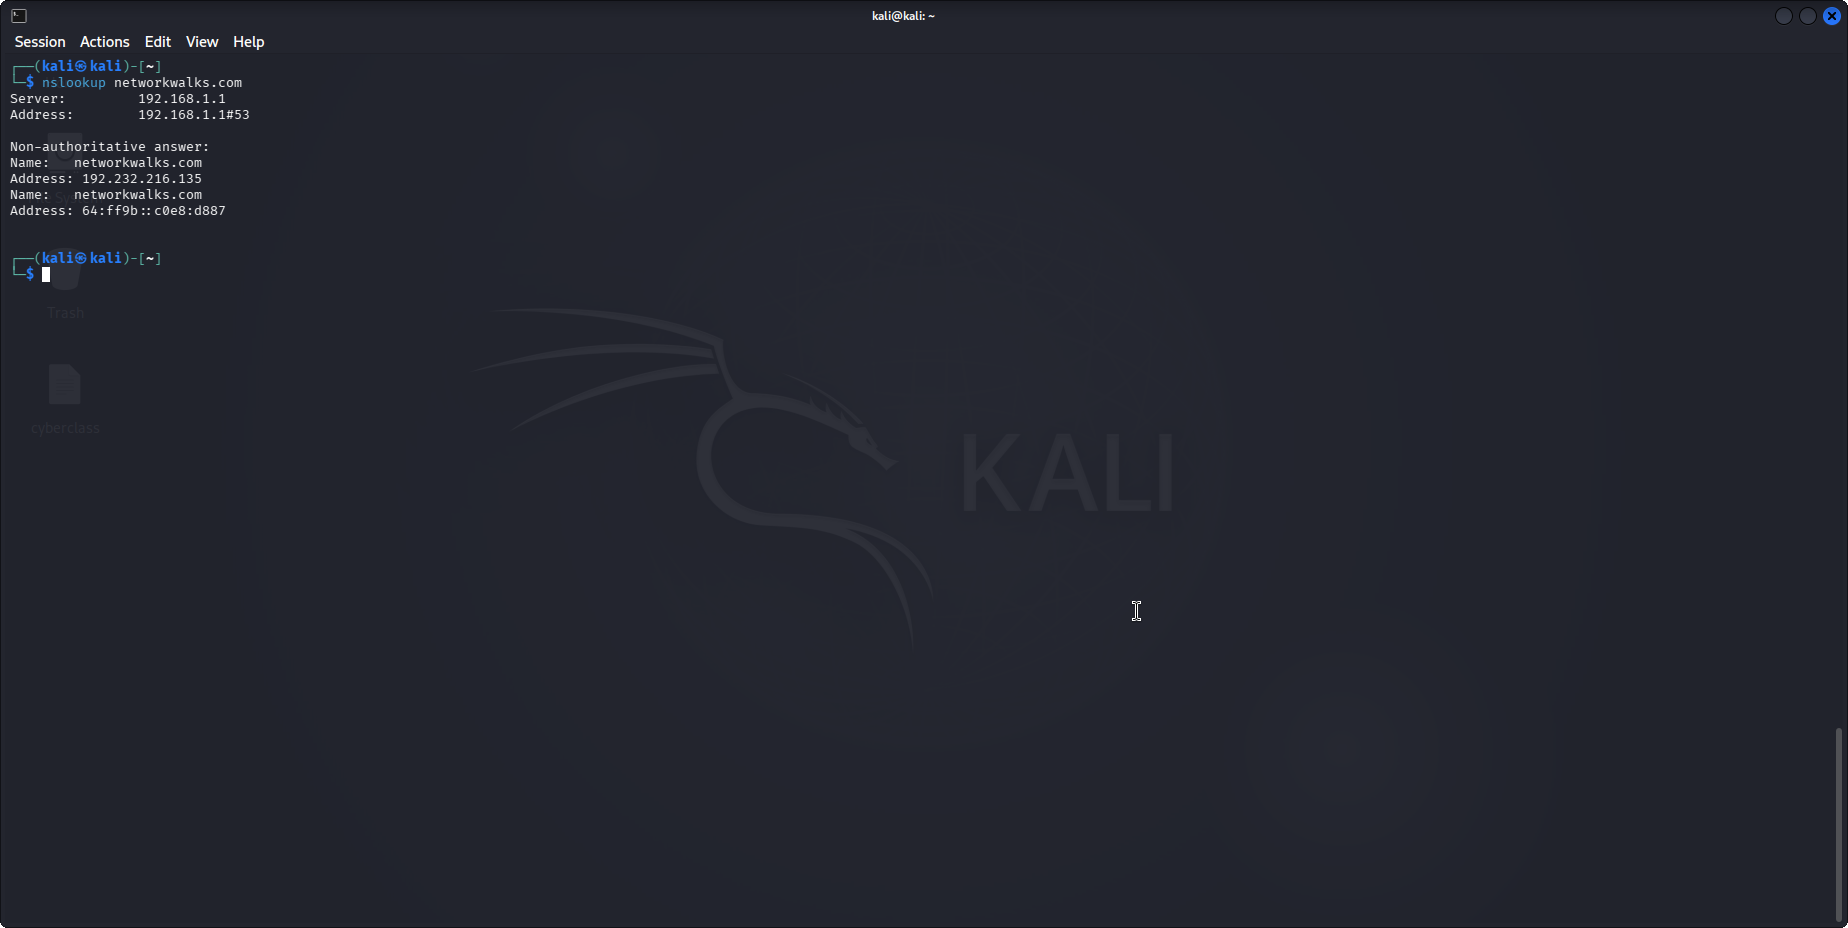 kali@kali: ~
Session Actions Edit View Help
┌──(kali㉿kali)-[~]
└─$ nslookup networkwalks.com
Server:         192.168.1.1
Address:        192.168.1.1#53

Non-authoritative answer:
Name:   networkwalks.com
Address: 192.232.216.135
Name:   networkwalks.com
Address: 64:ff9b::c0e8:d887

┌──(kali㉿kali)-[~]
└─$
Trash
cyberclass
KALI